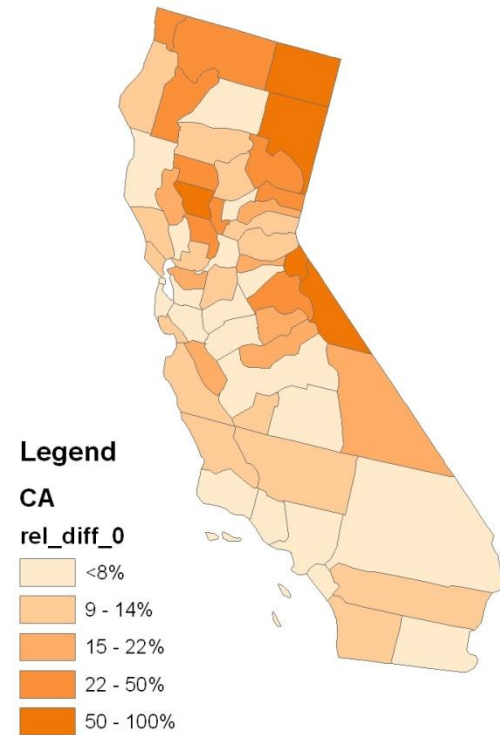 Legend
CA
rel_diff_0
<8%
9 - 14%
15 - 22%
22 - 50%
50 - 100%